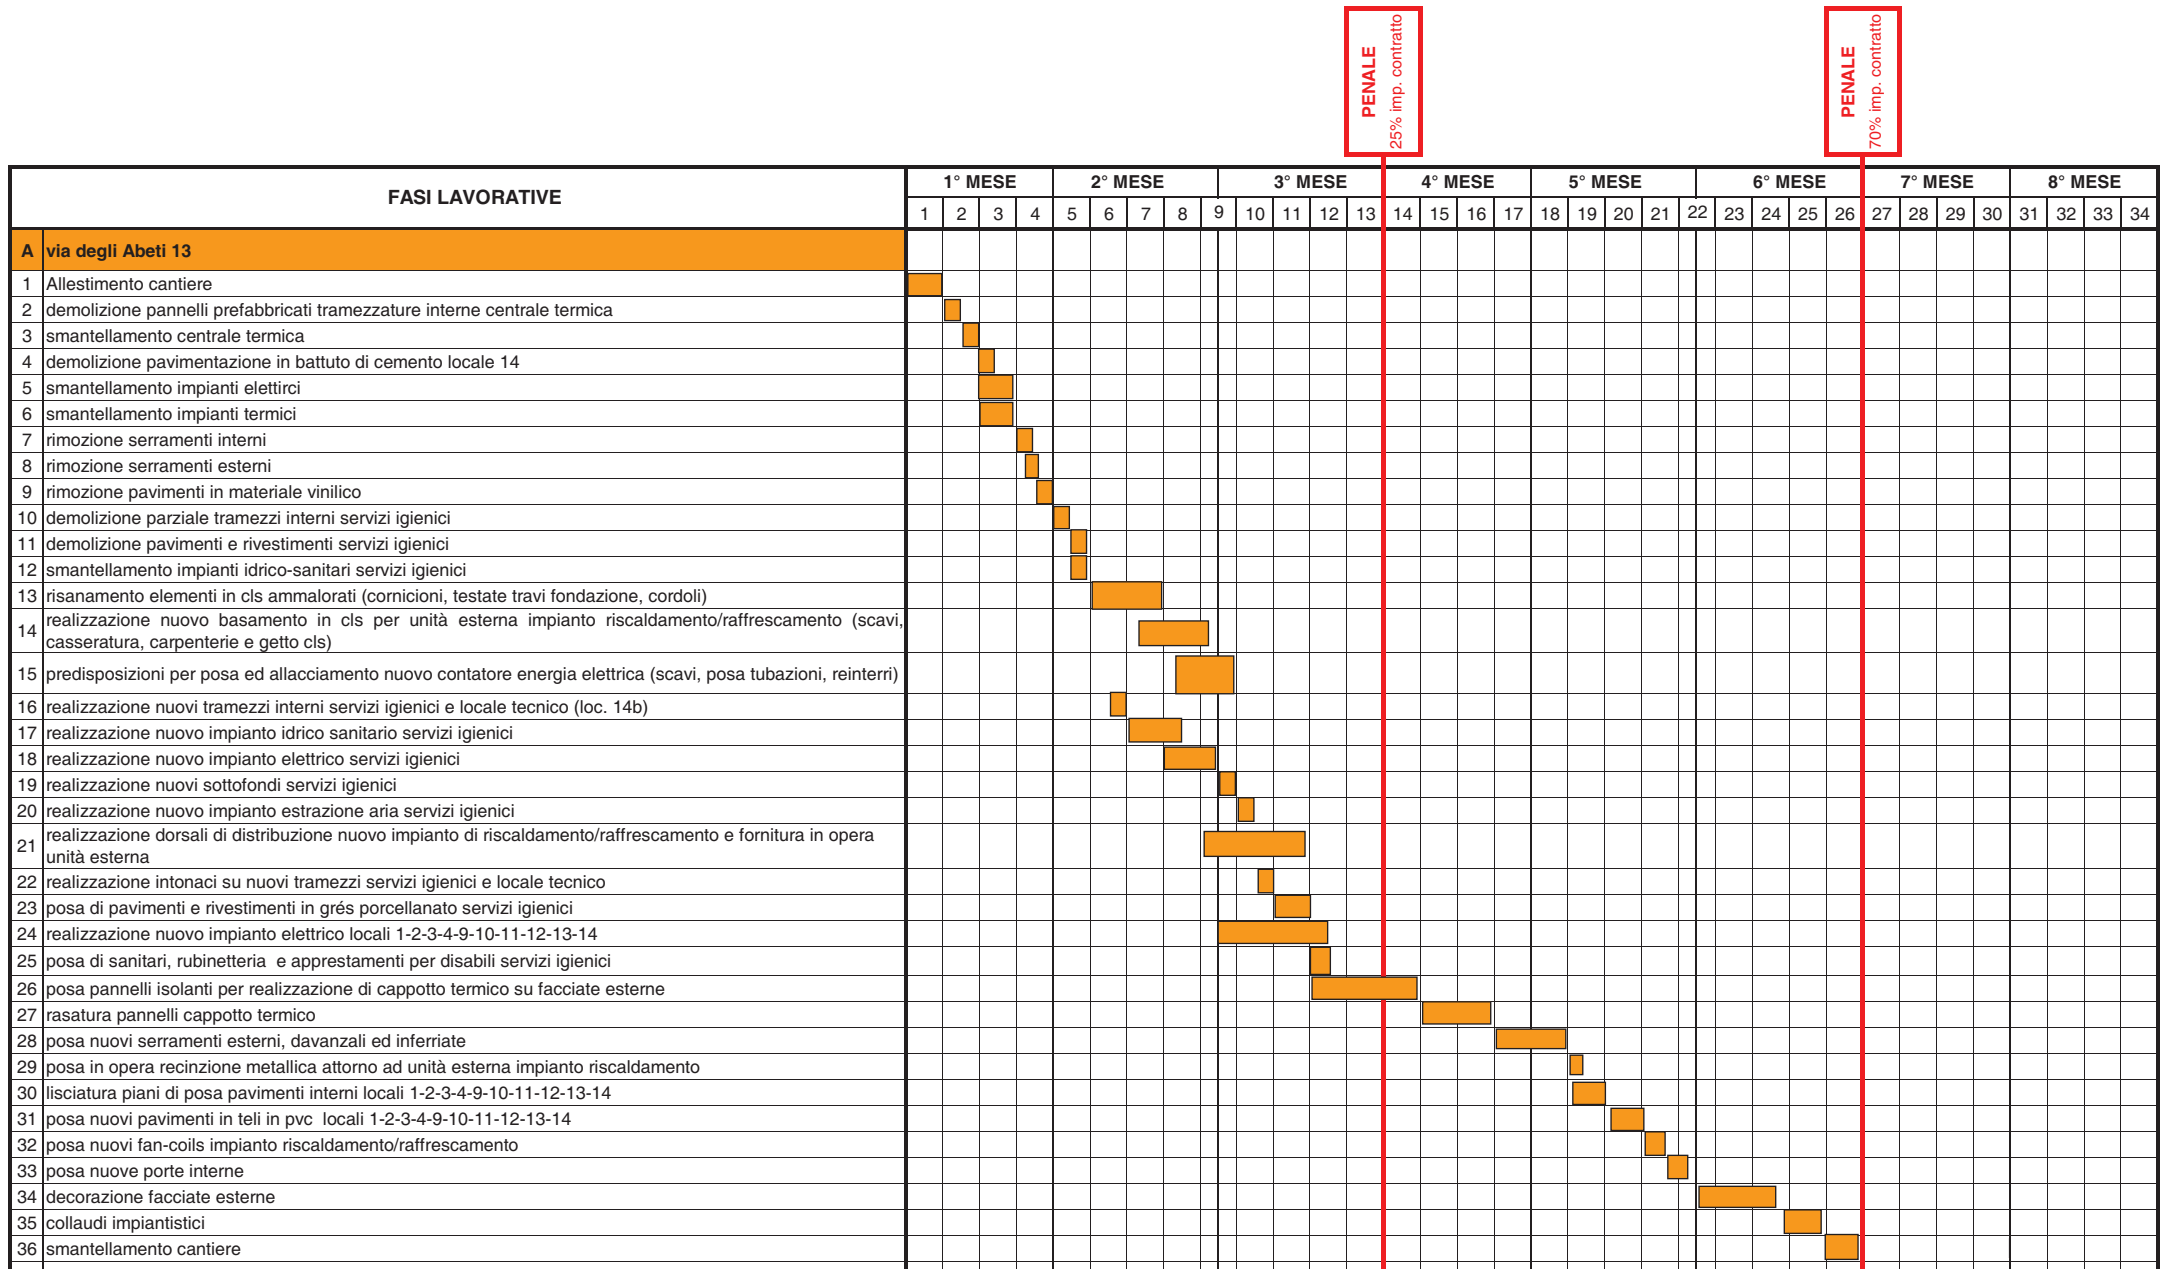 PENALE
25% imp. contratto
PENALE
70% imp. contratto
FASI LAVORATIVE
1° MESE 2° MESE 3° MESE 4° MESE 5° MESE 6° MESE 7° MESE 8° MESE
1 2 3 4 5 6 7 8 9 10 11 12 13 14 15 16 17 18 19 20 21 22 23 24 25 26 27 28 29 30 31 32 33 34
A via degli Abeti 13
1 Allestimento cantiere
2 demolizione pannelli prefabbricati tramezzature interne centrale termica
3 smantellamento centrale termica
4 demolizione pavimentazione in battuto di cemento locale 14
5 smantellamento impianti elettirci
6 smantellamento impianti termici
7 rimozione serramenti interni
8 rimozione serramenti esterni
9 rimozione pavimenti in materiale vinilico
10 demolizione parziale tramezzi interni servizi igienici
11 demolizione pavimenti e rivestimenti servizi igienici
12 smantellamento impianti idrico-sanitari servizi igienici
13 risanamento elementi in cls ammalorati (cornicioni, testate travi fondazione, cordoli)
14 realizzazione nuovo basamento in cls per unità esterna impianto riscaldamento/raffrescamento (scavi,
casseratura, carpenterie e getto cls)
15 predisposizioni per posa ed allacciamento nuovo contatore energia elettrica (scavi, posa tubazioni, reinterri)
16 realizzazione nuovi tramezzi interni servizi igienici e locale tecnico (loc. 14b)
17 realizzazione nuovo impianto idrico sanitario servizi igienici
18 realizzazione nuovo impianto elettrico servizi igienici
19 realizzazione nuovi sottofondi servizi igienici
20 realizzazione nuovo impianto estrazione aria servizi igienici
21 realizzazione dorsali di distribuzione nuovo impianto di riscaldamento/raffrescamento e fornitura in opera
unità esterna
22 realizzazione intonaci su nuovi tramezzi servizi igienici e locale tecnico
23 posa di pavimenti e rivestimenti in grés porcellanato servizi igienici
24 realizzazione nuovo impianto elettrico locali 1-2-3-4-9-10-11-12-13-14
25 posa di sanitari, rubinetteria e apprestamenti per disabili servizi igienici
26 posa pannelli isolanti per realizzazione di cappotto termico su facciate esterne
27 rasatura pannelli cappotto termico
28 posa nuovi serramenti esterni, davanzali ed inferriate
29 posa in opera recinzione metallica attorno ad unità esterna impianto riscaldamento
30 lisciatura piani di posa pavimenti interni locali 1-2-3-4-9-10-11-12-13-14
31 posa nuovi pavimenti in teli in pvc locali 1-2-3-4-9-10-11-12-13-14
32 posa nuovi fan-coils impianto riscaldamento/raffrescamento
33 posa nuove porte interne
34 decorazione facciate esterne
35 collaudi impiantistici
36 smantellamento cantiere